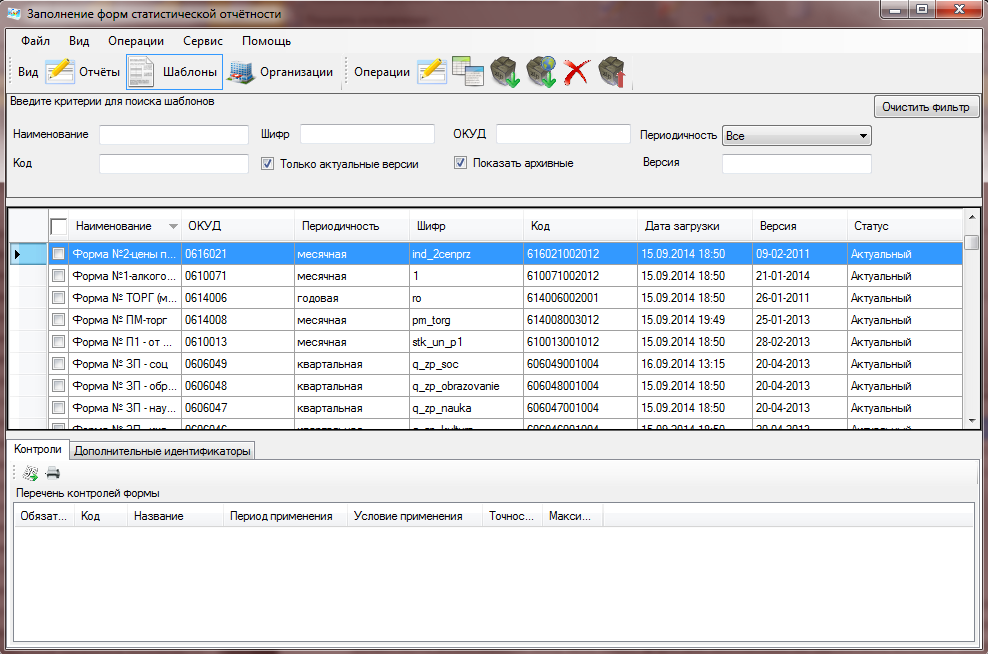 Заполнение форм статистической отчётности
Файл Вид Операции Сервис Помощь
Вид Отчёты Шаблоны Организации Операции
Введите критерии для поиска шаблонов
Очистить фильтр
Наименование Шифр ОКУД Периодичность Все
Код Только актуальные версии Показать архивные Версия
Наименование ОКУД Периодичность Шифр Код Дата загрузки Версия Статус
Форма №2-цены п... 0616021 месячная ind_2cenprz 616021002012 15.09.2014 18:50 09-02-2011 Актуальный
Форма №1-алкого... 0610071 месячная 1 610071002012 15.09.2014 18:50 21-01-2014 Актуальный
Форма № ТОРГ (м... 0614006 годовая ro 614006002001 15.09.2014 18:50 26-01-2011 Актуальный
Форма № ПМ-торг 0614008 месячная pm_torg 614008003012 15.09.2014 19:49 25-01-2013 Актуальный
Форма № П1 - от ... 0610013 месячная stk_un_p1 610013001012 15.09.2014 18:50 28-02-2013 Актуальный
Форма № ЗП - соц 0606049 квартальная q_zp_soc 606049001004 16.09.2014 13:15 20-04-2013 Актуальный
Форма № ЗП - обр... 0606048 квартальная q_zp_obrazovanie 606048001004 15.09.2014 18:50 20-04-2013 Актуальный
Форма № ЗП - нау... 0606047 квартальная q_zp_nauka 606047001004 15.09.2014 18:50 20-04-2013 Актуальный
Контроли Дополнительные идентификаторы
Перечень контролей формы
Обязат... Код Название Период применения Условие применения Точнос... Макси...